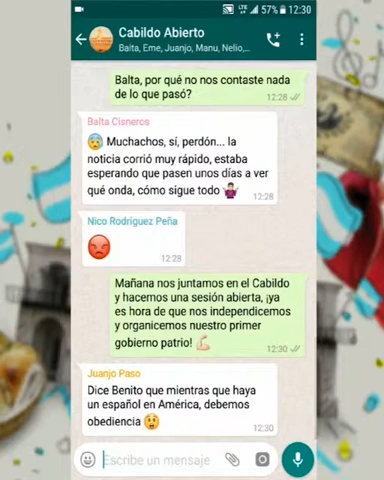 LTE 57% 12:30
Cabildo Abierto
Balta, Eme, Juanjo, Manu, Nelio,...
Balta, por qué no nos contaste nada
de lo que pasó?
12:28
Balta Cisneros
😰 Muchachos, sí, perdón... la
noticia corrió muy rápido, estaba
esperando que pasen unos días a ver
qué onda, cómo sigue todo 🤷
12:28
Nico Rodríguez Peña
😡
12:28
Mañana nos juntamos en el Cabildo
y hacemos una sesión abierta, ¡ya
es hora de que nos independicemos
y organicemos nuestro primer
gobierno patrio! 💪
12:30
Juanjo Paso
Dice Benito que mientras que haya
un español en América, debemos
obediencia 😲
12:30
Escribe un mensaje